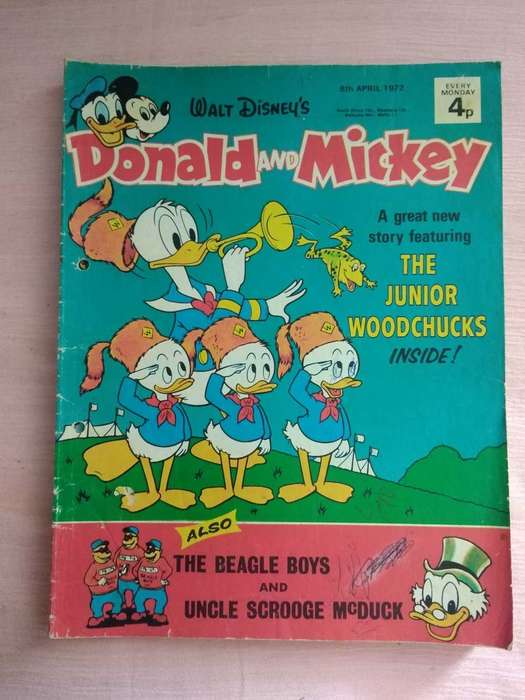 8th APRIL 1972
EVERY
MONDAY
4p
WALT DISNEY'S
Donald AND Mickey
A great new
story featuring
THE
JUNIOR
WOODCHUCKS
INSIDE!
ALSO
THE BEAGLE BOYS
AND
UNCLE SCROOGE McDUCK